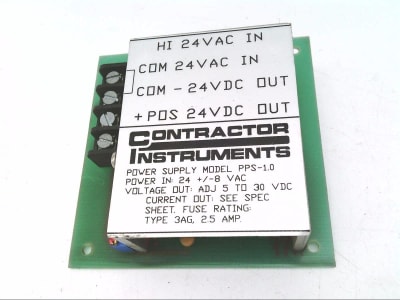 HI 24VAC IN
COM 24VAC IN
COM - 24VDC OUT
+POS 24VDC OUT
CONTRACTOR
INSTRUMENTS
POWER SUPPLY MODEL PPS-1.0
POWER IN: 24 +/-8 VAC
VOLTAGE OUT: ADJ 5 TO 30 VDC
CURRENT OUT: SEE SPEC
SHEET. FUSE RATING:
TYPE 3AG, 2.5 AMP.